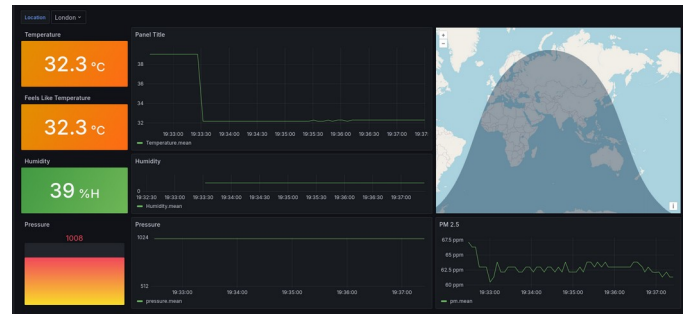 Location London
Temperature
32.3 °C
Feels Like Temperature
32.3 °C
Humidity
39 %H
Pressure
1008
Panel Title
38
36
34
32
19:33:00 19:33:30 19:34:00 19:34:30 19:35:00 19:35:30 19:36:00 19:36:30 19:37:00 19:37:
Temperature.mean
Humidity
0
19:32:30 19:33:00 19:33:30 19:34:00 19:34:30 19:35:00 19:35:30 19:36:00 19:36:30 19:37:00
Humidity.mean
Pressure
1024
512
19:33:00 19:34:00 19:35:00 19:36:00 19:37:00
pressure.mean
+
−
i
PM 2.5
67.5 ppm
65 ppm
62.5 ppm
60 ppm
19:33:00 19:34:00 19:35:00 19:36:00 19:37:00
pm.mean